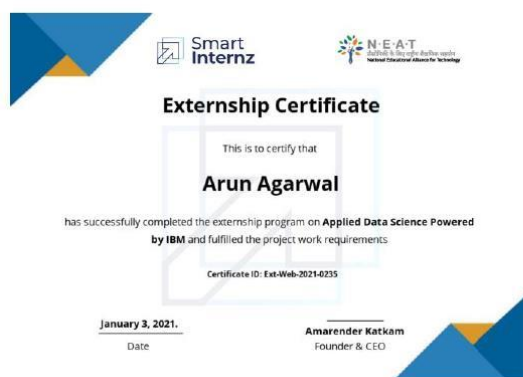 Smart
Internz
N·E·A·T
National Educational Alliance for Technology
Externship Certificate
This is to certify that
Arun Agarwal
has successfully completed the externship program on Applied Data Science Powered
by IBM and fulfilled the project work requirements
Certificate ID: Ext-Web-2021-0235
January 3, 2021.
Date
Amarender Katkam
Founder & CEO